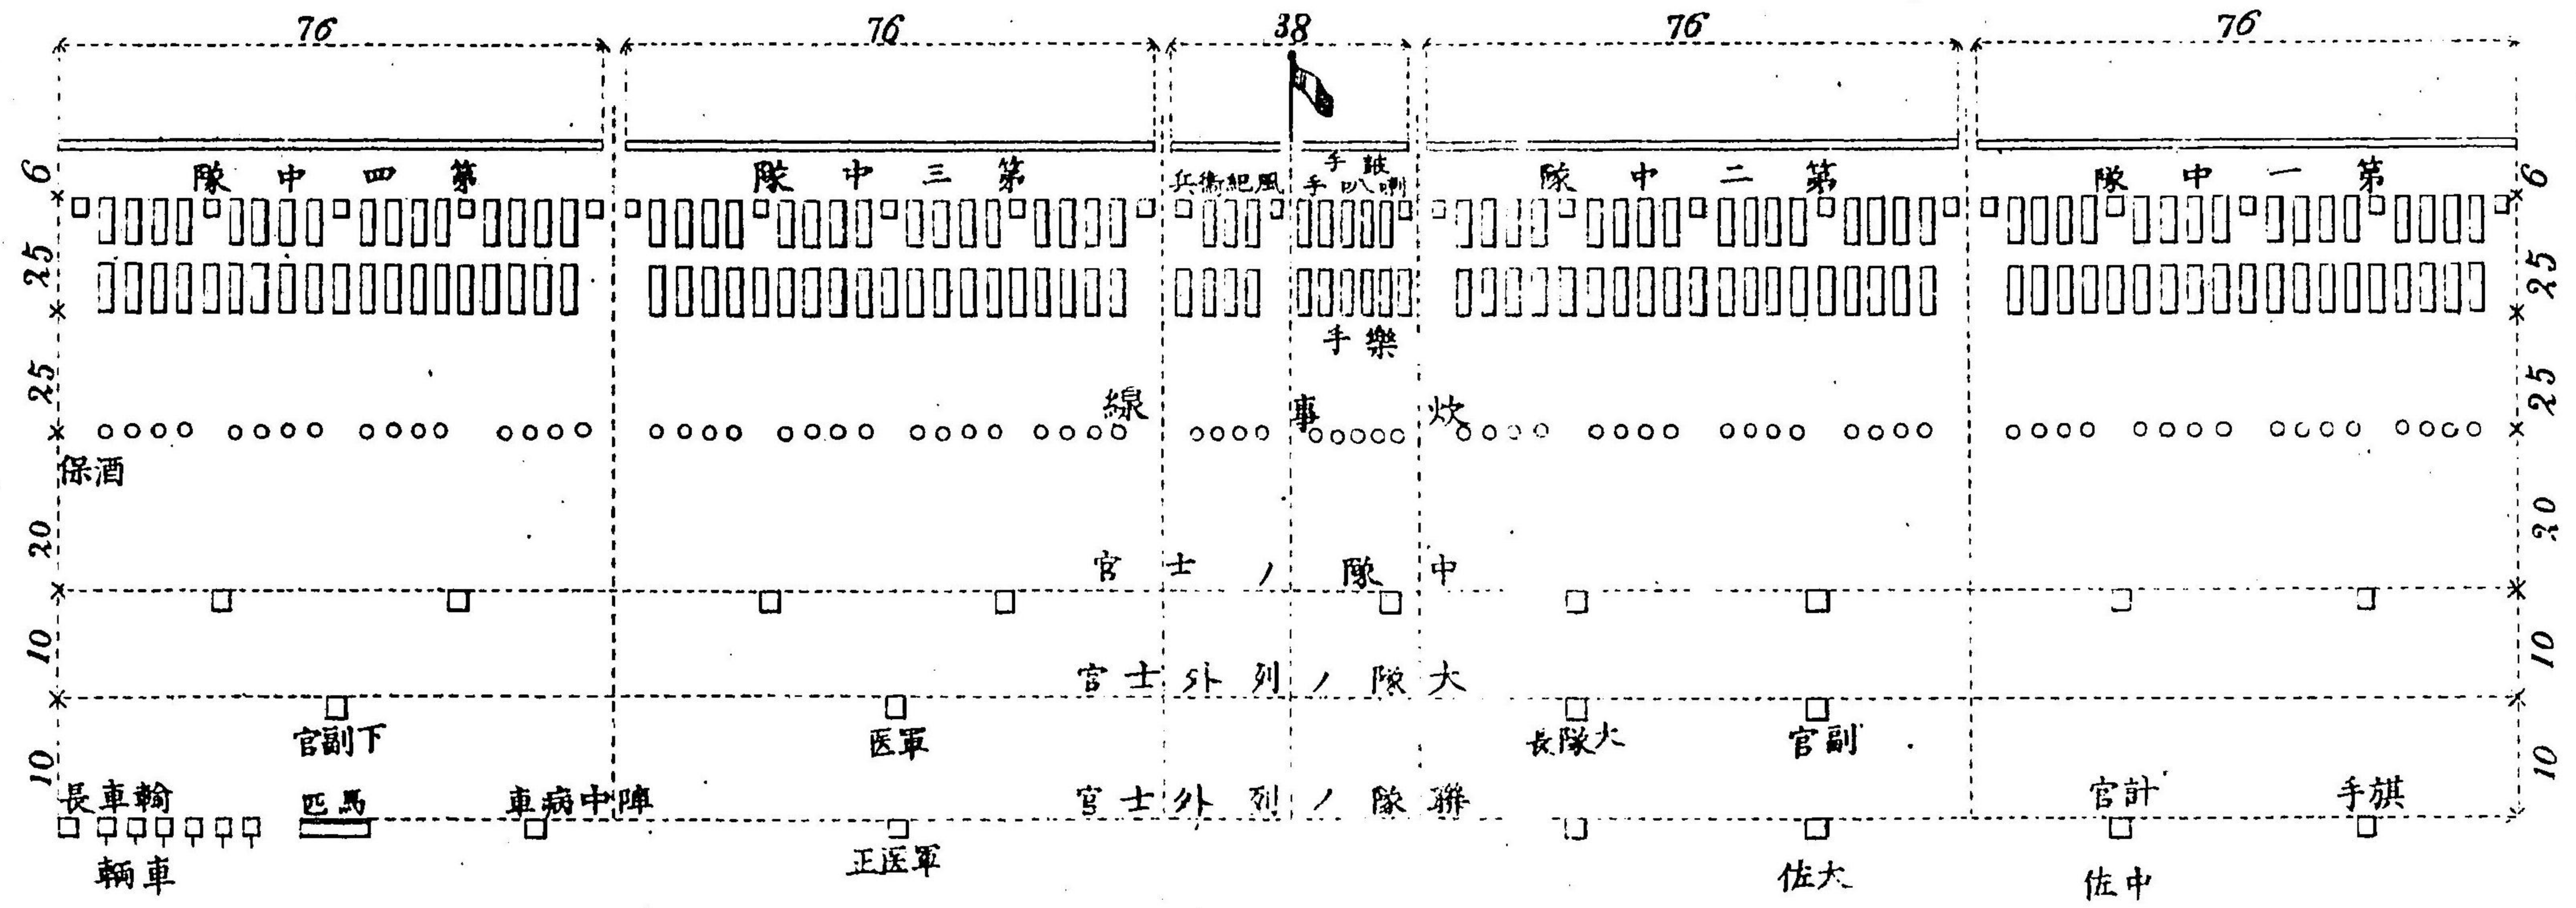 76
76
38
76
76
第一中隊
第二中隊
鼓手
喇叭手
風紀衛兵
第三中隊
第四中隊
6
6
25
25
樂手
25
25
炊事線
酒保
20
20
中隊ノ士官
10
10
大隊ノ列外士官
副官
大隊長
軍医
下副官
10
10
旗手
計官
聯隊ノ列外士官
陣中病車
馬匹
輸車長
中佐
大佐
軍医正
車輛